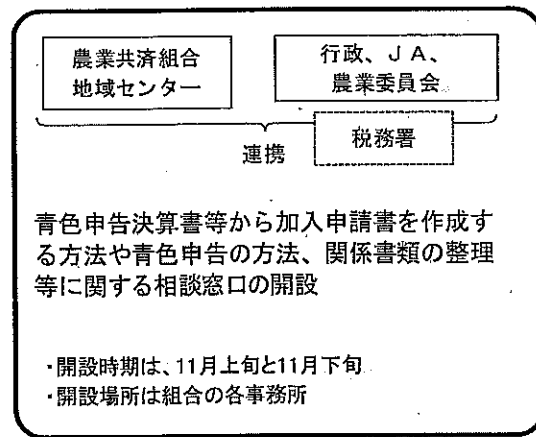 農業共済組合
地域センター
行政、ＪＡ、
農業委員会
税務署
連携
青色申告決算書等から加入申請書を作成す
る方法や青色申告の方法、関係書類の整理
等に関する相談窓口の開設
・開設時期は、11月上旬と11月下旬
・開設場所は組合の各事務所